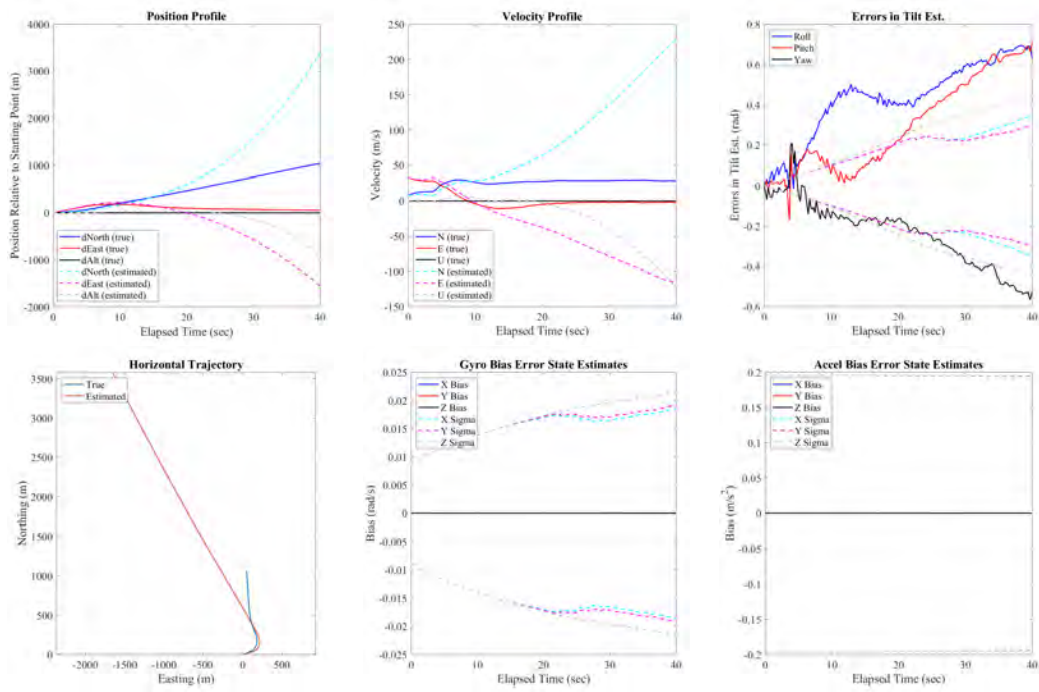 Position Profile
Position Relative to Starting Point (m)
4000
3000
2000
1000
0
-1000
-2000
dNorth (true)
dEast (true)
dAlt (true)
dNorth (estimated)
dEast (estimated)
dAlt (estimated)
0
10
20
30
40
Elapsed Time (sec)
Velocity Profile
Velocity (m/s)
250
200
150
100
50
0
-50
-100
-150
N (true)
E (true)
U (true)
N (estimated)
E (estimated)
U (estimated)
0
10
20
30
40
Elapsed Time (sec)
Errors in Tilt Est.
Errors in Tilt Est. (rad)
0.8
0.6
0.4
0.2
0
-0.2
-0.4
-0.6
Roll
Pitch
Yaw
0
10
20
30
40
Elapsed Time (sec)
Horizontal Trajectory
Northing (m)
3500
3000
2500
2000
1500
1000
500
0
True
Estimated
-2000
-1500
-1000
-500
0
500
Easting (m)
Gyro Bias Error State Estimates
Bias (rad/s)
0.025
0.02
0.015
0.01
0.005
0
-0.005
-0.01
-0.015
-0.02
-0.025
X Bias
Y Bias
Z Bias
X Sigma
Y Sigma
Z Sigma
0
10
20
30
40
Elapsed Time (sec)
Accel Bias Error State Estimates
Bias (m/s²)
0.2
0.15
0.1
0.05
0
-0.05
-0.1
-0.15
-0.2
X Bias
Y Bias
Z Bias
X Sigma
Y Sigma
Z Sigma
0
10
20
30
40
Elapsed Time (sec)